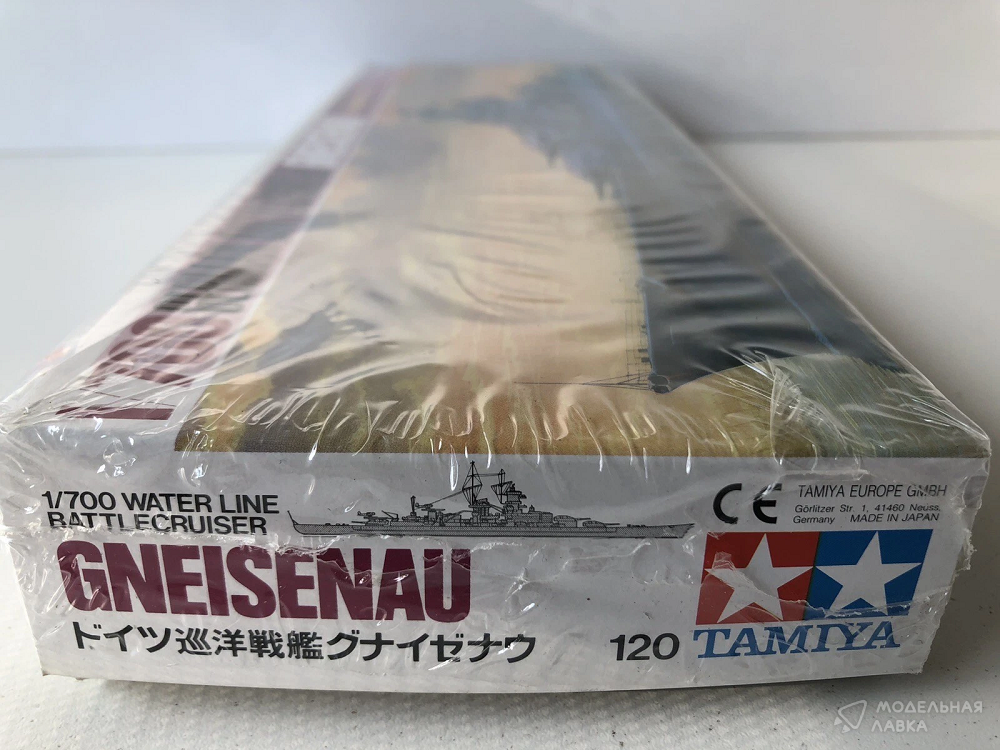 1/700 WATER LINE
BATTLECRUISER
GNEISENAU
ドイツ巡洋戦艦グナイゼナウ
120
CE
TAMIYA EUROPE GMBH
Görlitzer Str. 1, 41460 Neuss,
Germany MADE IN JAPAN
TAMIYA
МОДЕЛЬНАЯ
ЛАВКА